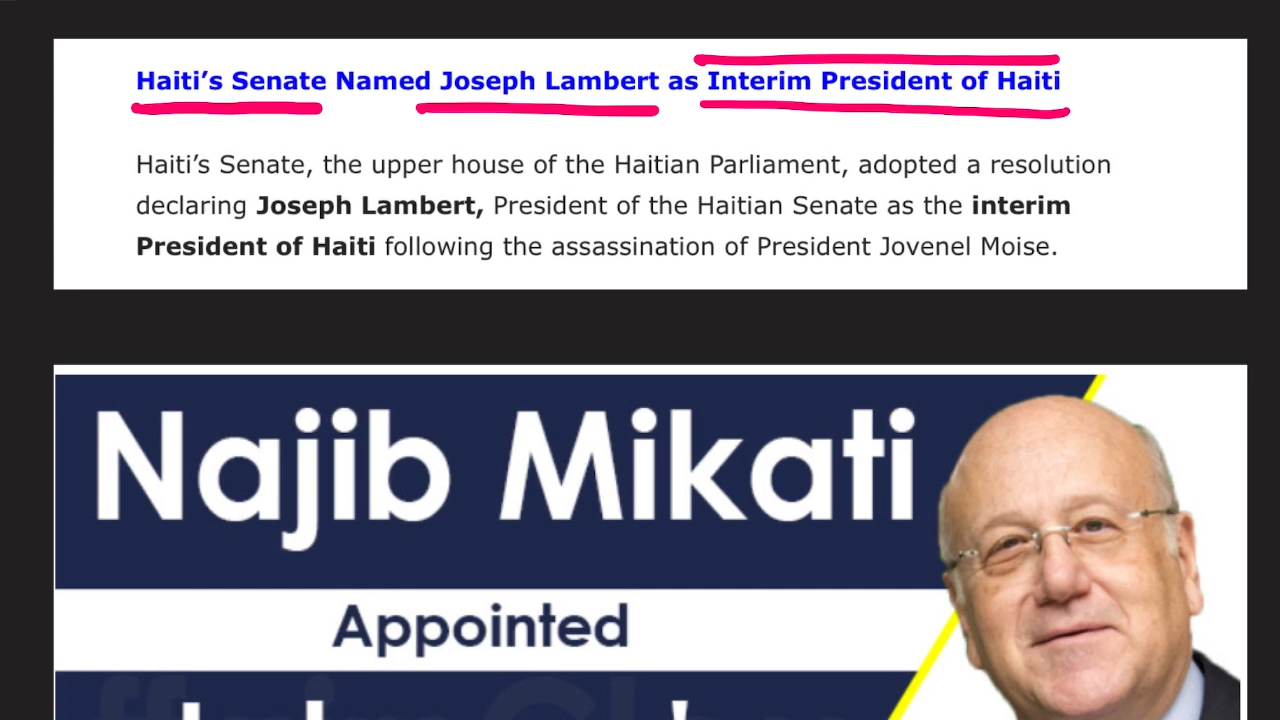 Haiti’s Senate Named Joseph Lambert as Interim President of Haiti
Haiti’s Senate, the upper house of the Haitian Parliament, adopted a resolution
declaring Joseph Lambert, President of the Haitian Senate as the interim
President of Haiti following the assassination of President Jovenel Moise.
Najib Mikati
Appointed